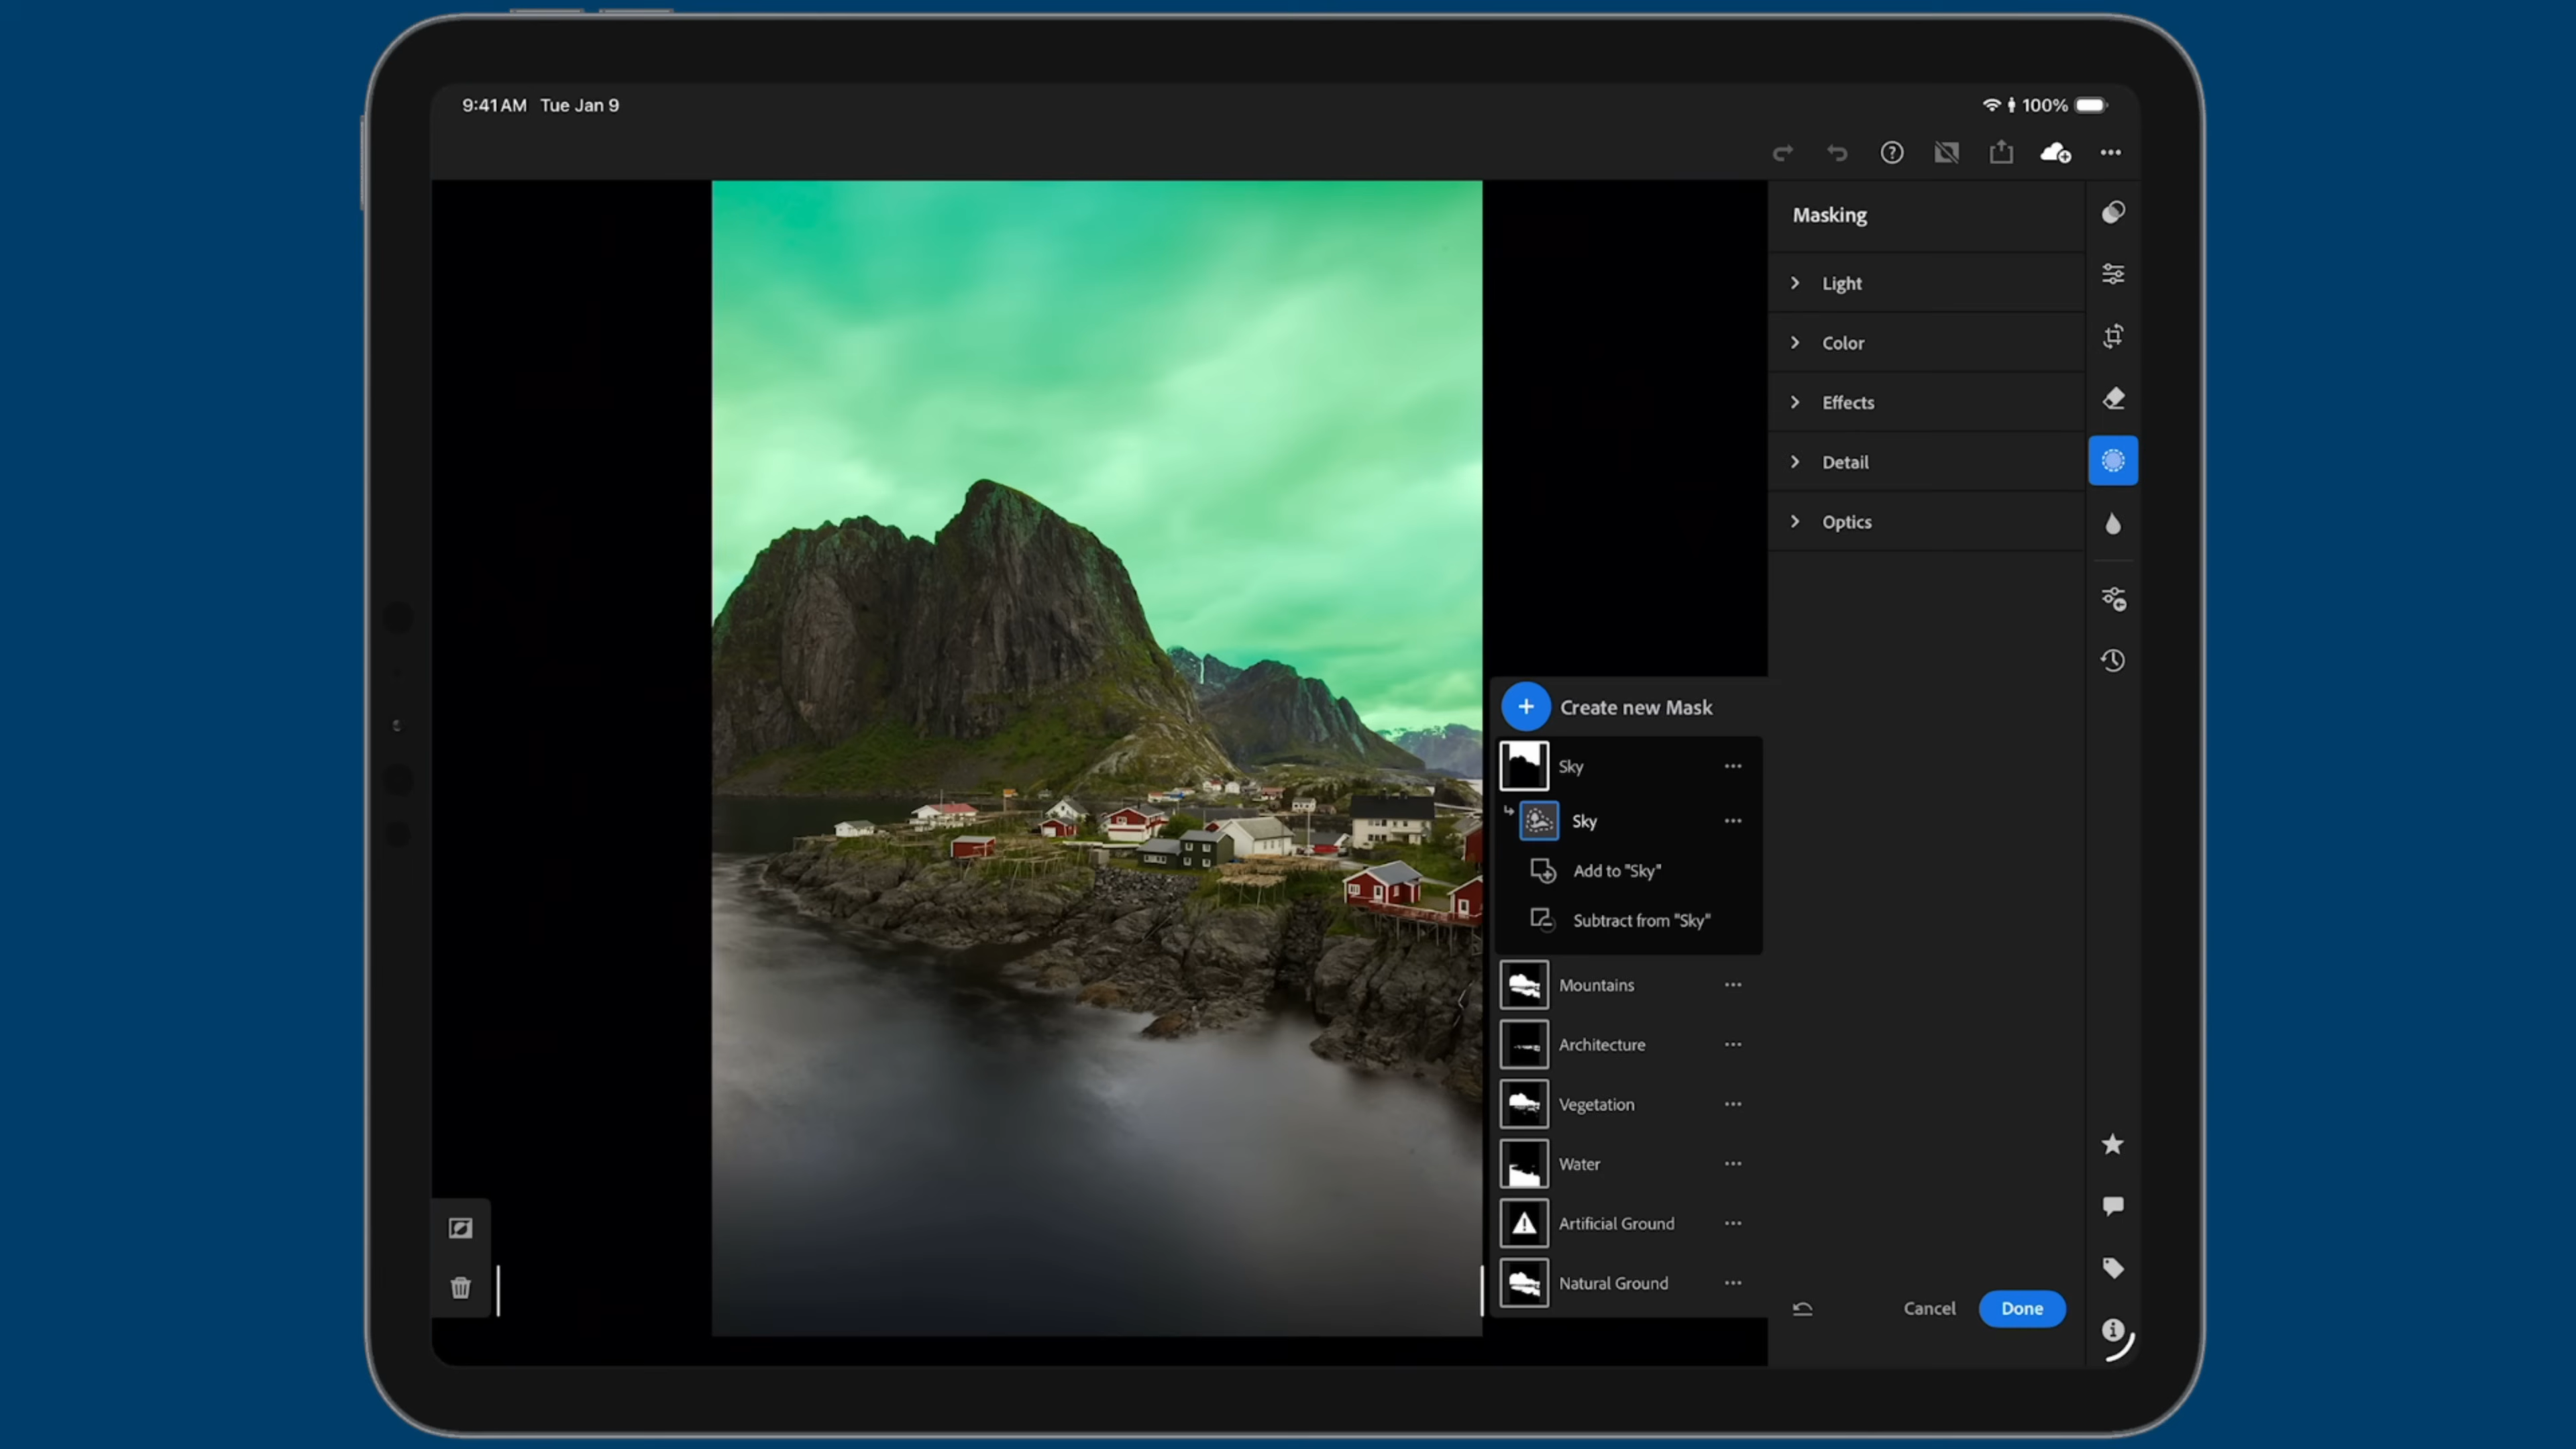 9:41 AM Tue Jan 9
100%
Masking
Light
Color
Effects
Detail
Optics
Create new Mask
Sky
Sky
Add to "Sky"
Subtract from "Sky"
Mountains
Architecture
Vegetation
Water
Artificial Ground
Natural Ground
Cancel
Done